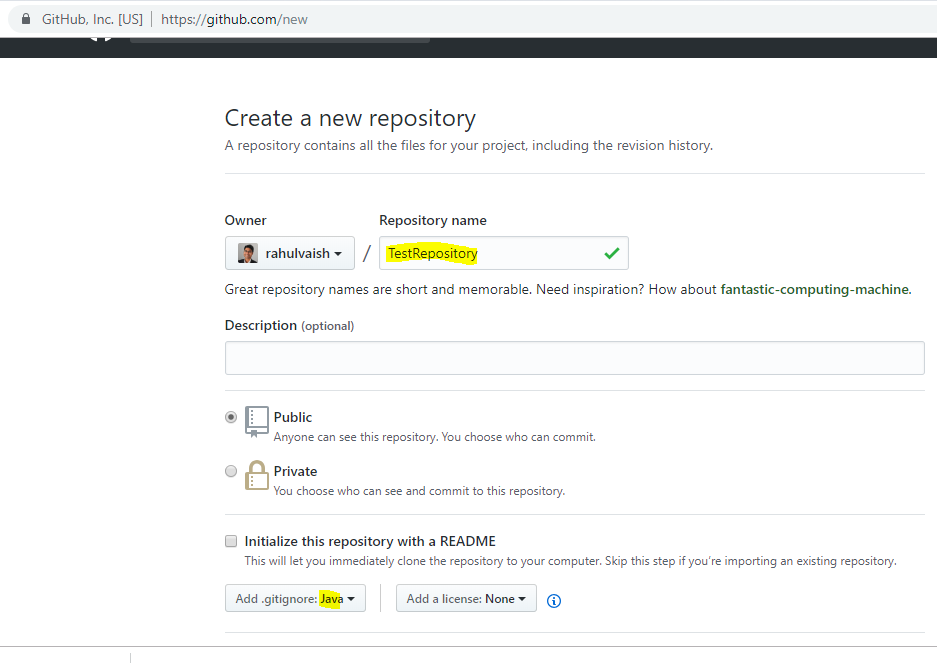 GitHub, Inc. [US] | https://github.com/new
Create a new repository
A repository contains all the files for your project, including the revision history.
Owner Repository name
rahulvaish / TestRepository
Great repository names are short and memorable. Need inspiration? How about fantastic-computing-machine.
Description (optional)
Public
Anyone can see this repository. You choose who can commit.
Private
You choose who can see and commit to this repository.
Initialize this repository with a README
This will let you immediately clone the repository to your computer. Skip this step if you're importing an existing repository.
Add .gitignore: Java Add a license: None